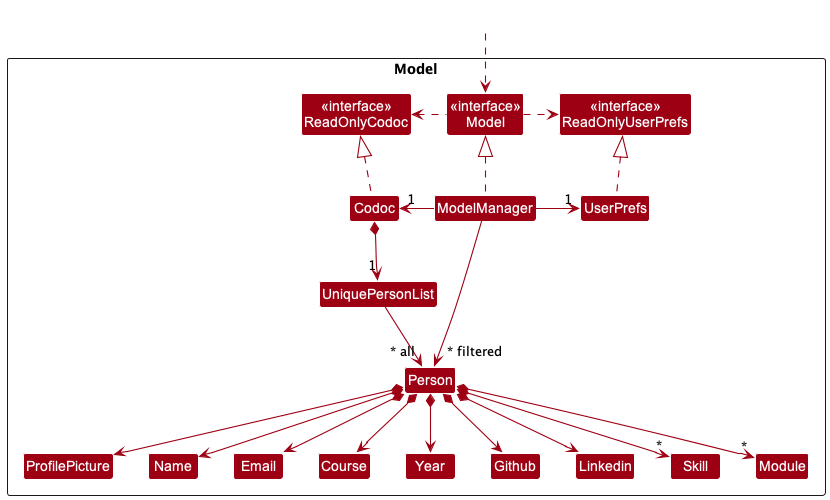 Model
«interface»
ReadOnlyCodoc
«interface»
Model
«interface»
ReadOnlyUserPrefs
Codoc
1
ModelManager
1
UserPrefs
1
UniquePersonList
* all
* filtered
Person
*
*
ProfilePicture
Name
Email
Course
Year
Github
Linkedin
Skill
Module